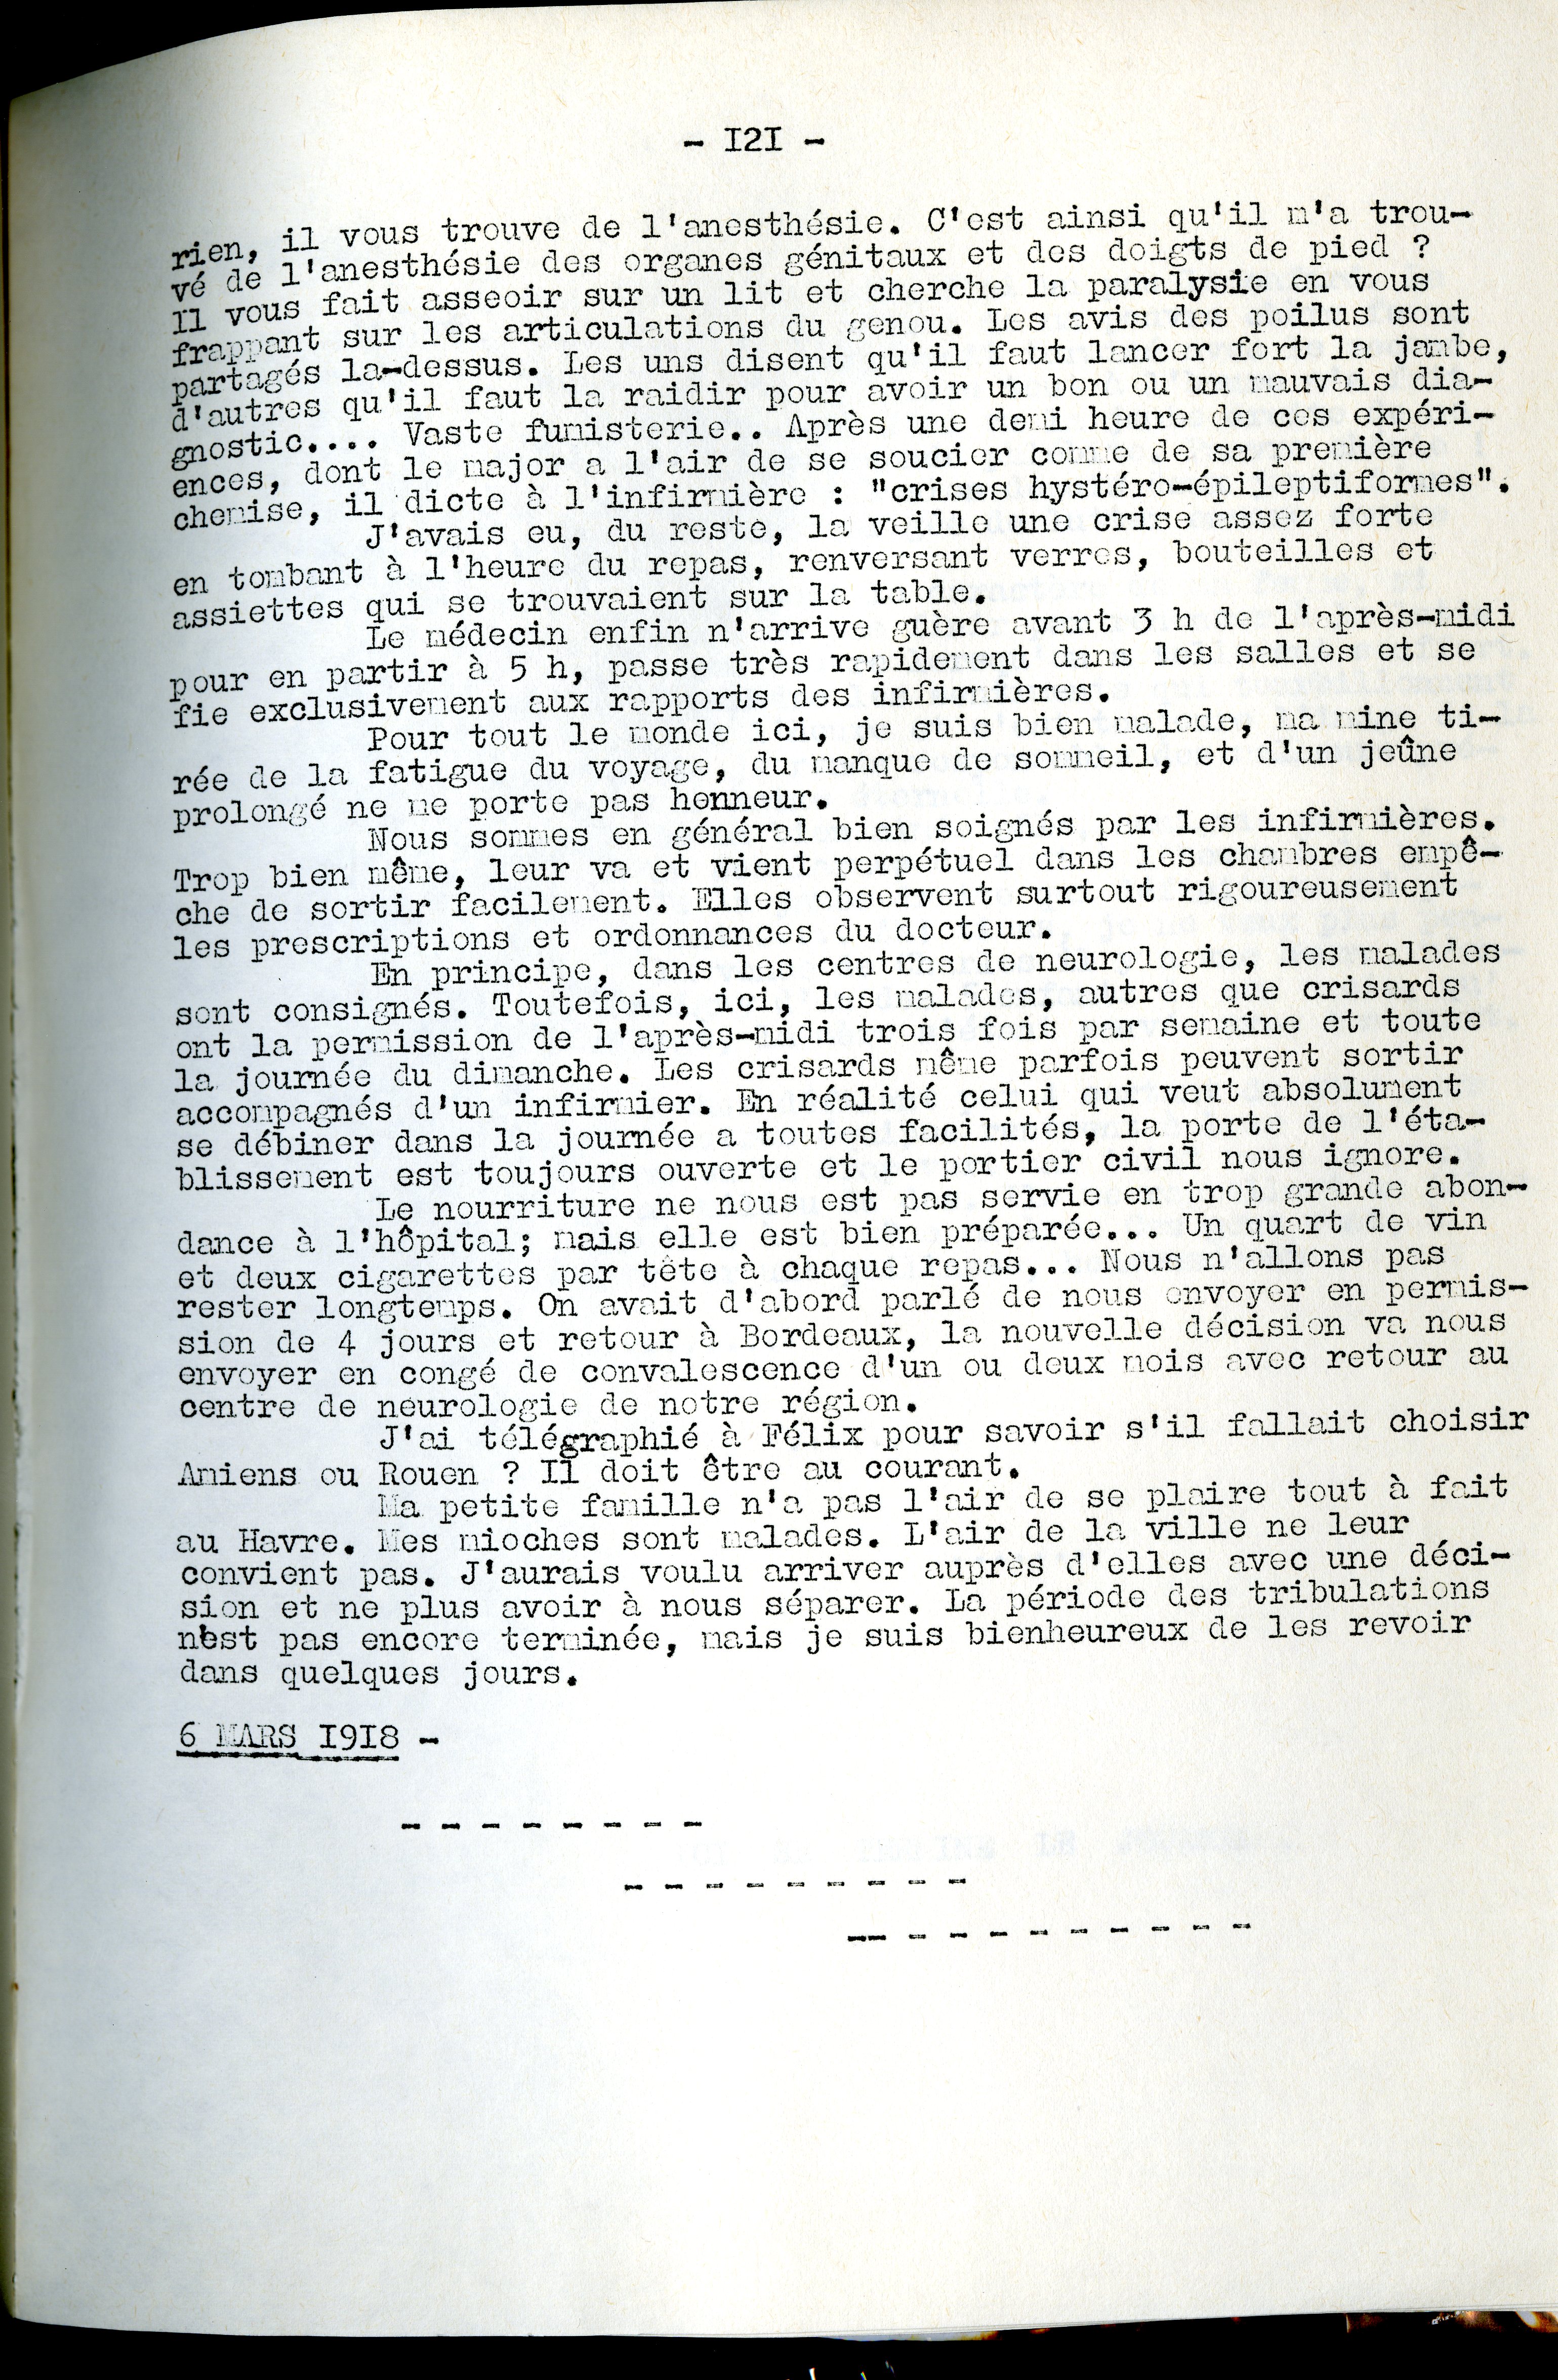 - I2I -
rien, il vous trouve de l'anesthésie. C'est ainsi qu'il m'a trou-
vé de l'anesthésie des organes génitaux et des doigts de pied ?
Il vous fait asseoir sur un lit et cherche la paralysie en vous
frappant sur les articulations du genou. Les avis des poilus sont
partagés la-dessus. Les uns disent qu'il faut lancer fort la jambe,
d'autres qu'il faut la raidir pour avoir un bon ou un mauvais dia-
gnostic.... Vaste fumisterie.. Après une demi heure de ces expéri-
ences, dont le major a l'air de se soucier comme de sa première
chemise, il dicte à l'infirmière : "crises hystéro-épileptiformes".
J'avais eu, du reste, la veille une crise assez forte
en tombant à l'heure du repas, renversant verres, bouteilles et
assiettes qui se trouvaient sur la table.
Le médecin enfin n'arrive guère avant 3 h de l'après-midi
pour en partir à 5 h, passe très rapidement dans les salles et se
fie exclusivement aux rapports des infirmières.
Pour tout le monde ici, je suis bien malade, ma mine ti-
rée de la fatigue du voyage, du manque de sommeil, et d'un jeûne
prolongé ne me porte pas honneur.
Nous sommes en général bien soignés par les infirmières.
Trop bien même, leur va et vient perpétuel dans les chambres empê-
che de sortir facilement. Elles observent surtout rigoureusement
les prescriptions et ordonnances du docteur.
En principe, dans les centres de neurologie, les malades
sont consignés. Toutefois, ici, les malades, autres que crisards
ont la permission de l'après-midi trois fois par semaine et toute
la journée du dimanche. Les crisards même parfois peuvent sortir
accompagnés d'un infirmier. En réalité celui qui veut absolument
se débiner dans la journée a toutes facilités, la porte de l'éta-
blissement est toujours ouverte et le portier civil nous ignore.
Le nourriture ne nous est pas servie en trop grande abon-
dance à l'hôpital; mais elle est bien préparée... Un quart de vin
et deux cigarettes par tête à chaque repas... Nous n'allons pas
rester longtemps. On avait d'abord parlé de nous envoyer en permis-
sion de 4 jours et retour à Bordeaux, la nouvelle décision va nous
envoyer en congé de convalescence d'un ou deux mois avec retour au
centre de neurologie de notre région.
J'ai télégraphié à Félix pour savoir s'il fallait choisir
Amiens ou Rouen ? Il doit être au courant.
Ma petite famille n'a pas l'air de se plaire tout à fait
au Havre. Mes mioches sont malades. L'air de la ville ne leur
convient pas. J'aurais voulu arriver auprès d'elles avec une déci-
sion et ne plus avoir à nous séparer. La période des tribulations
n'est pas encore terminée, mais je suis bienheureux de les revoir
dans quelques jours.
6 MARS I9I8 -
- - - - - - - -
- - - - - - - - -
-- - - - - - - - - -